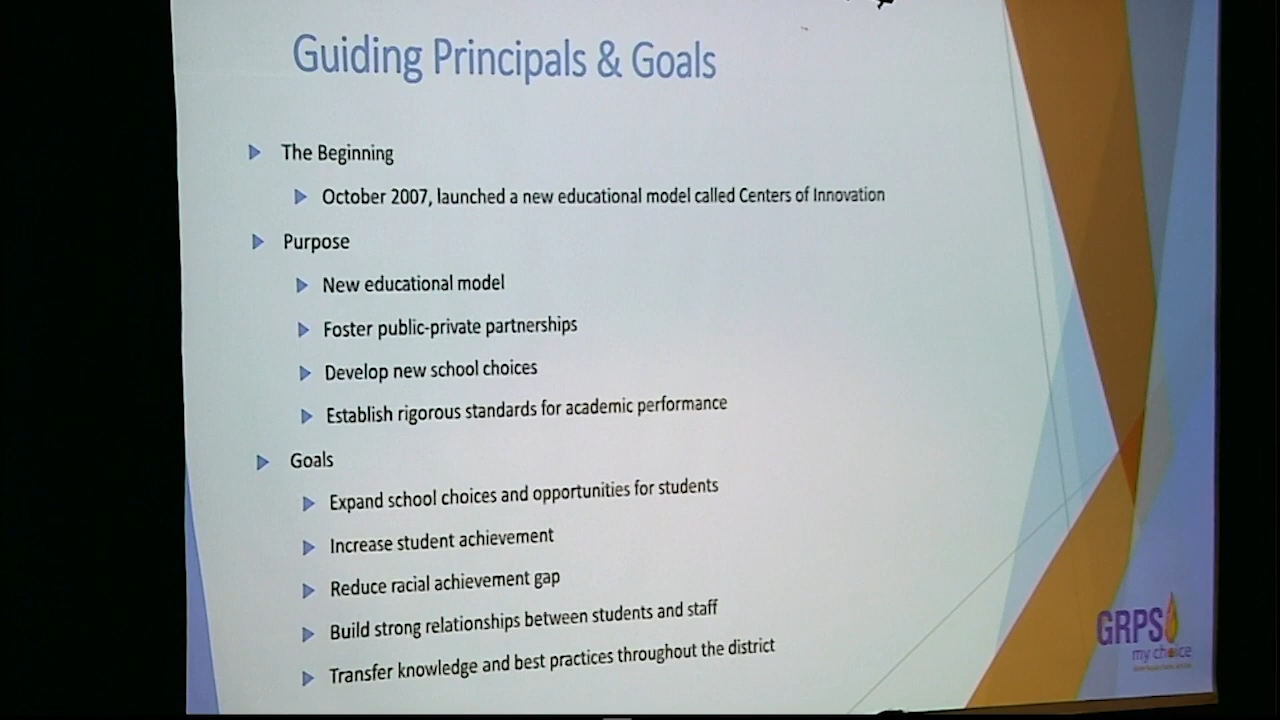 Guiding Principals & Goals
The Beginning
October 2007, launched a new educational model called Centers of Innovation
Purpose
New educational model
Foster public-private partnerships
Develop new school choices
Establish rigorous standards for academic performance
Goals
Expand school choices and opportunities for students
Increase student achievement
Reduce racial achievement gap
Build strong relationships between students and staff
Transfer knowledge and best practices throughout the district
GRPS
my choice